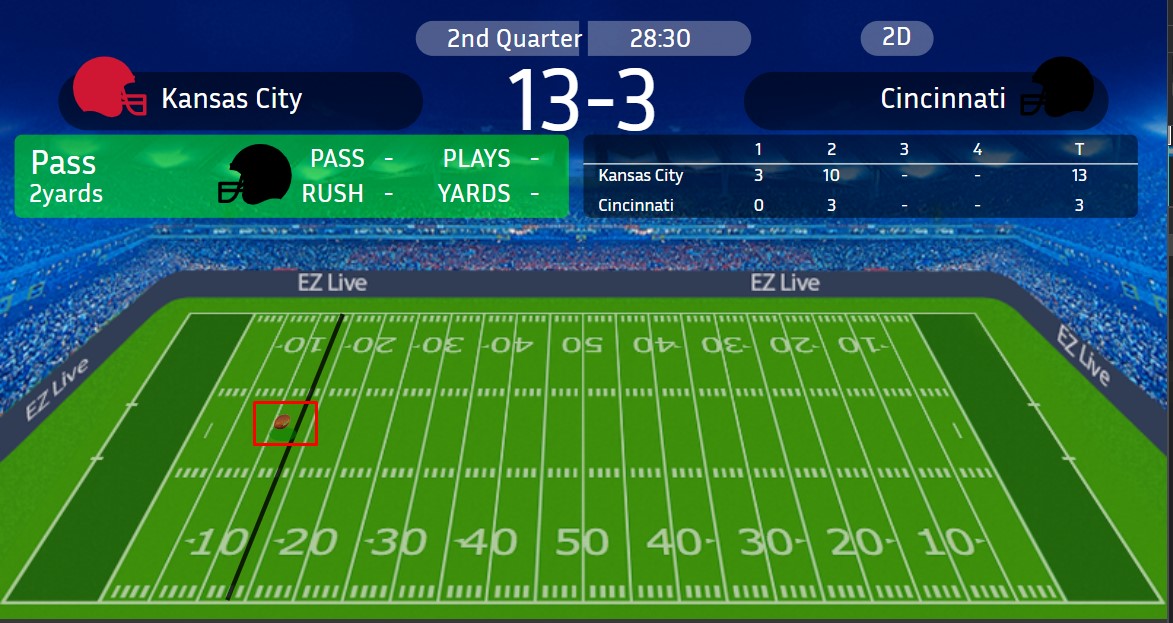 2nd Quarter 28:30 2D
Kansas City 13-3 Cincinnati
Pass
2yards
PASS - PLAYS -
RUSH - YARDS -
1 2 3 4 T
Kansas City 3 10 - - 13
Cincinnati 0 3 - - 3
EZ Live EZ Live
EZ Live EZ Live
-10 20 30 40 50 40 30 20 10-
-10 -20 -30 -40 50 40- 30- 20- 10-